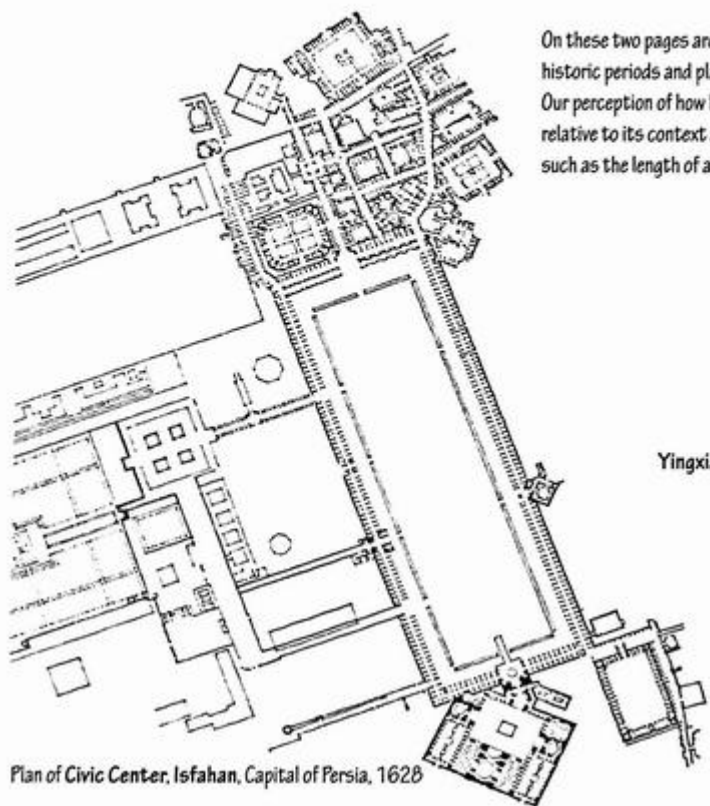 On these two pages are
historic periods and pl
Our perception of how
relative to its context
such as the length of a
Yingxi
Plan of Civic Center, Isfahan, Capital of Persia, 1628